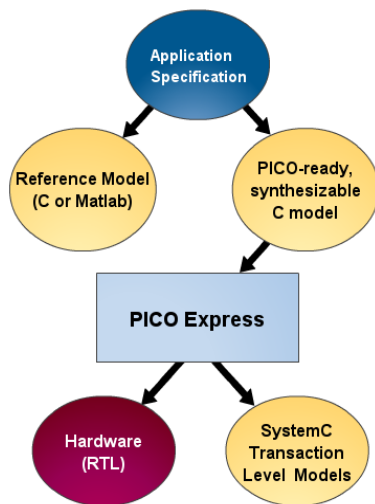 Application
Specification
Reference Model
(C or Matlab)
PICO-ready,
synthesizable
C model
PICO Express
Hardware
(RTL)
SystemC
Transaction
Level Models